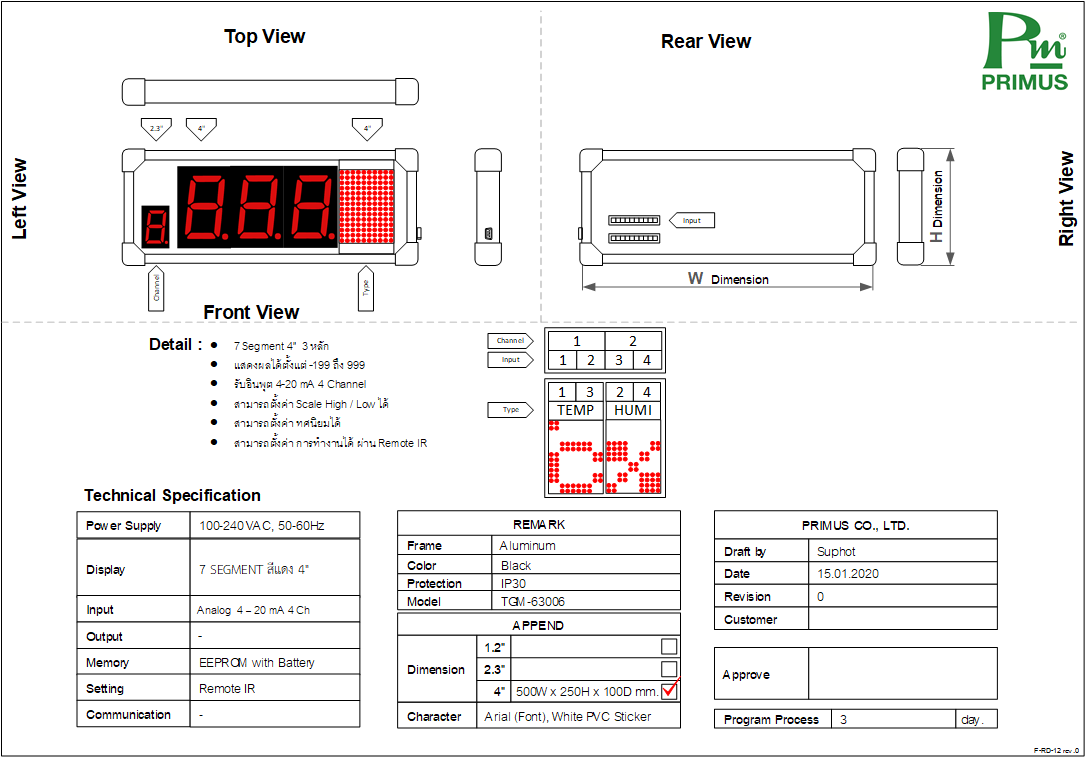 Top View
Rear View
Pm®
PRIMUS
2.3"
4"
4"
Left View
Right View
8
8.8.8.
Input
H Dimension
W Dimension
Channel
Type
Front View
Detail :
● 7 Segment 4" 3 หลัก
● แสดงผลได้ตั้งแต่ -199 ถึง 999
● รับอินพุต 4-20 mA 4 Channel
● สามารถตั้งค่า Scale High / Low ได้
● สามารถตั้งค่า ทศนิยมได้
● สามารถตั้งค่า การทำงานได้ ผ่าน Remote IR
Channel 1 2
Input 1 2 3 4
1 3 2 4
Type TEMP HUMI
°C %
Technical Specification
Power Supply 100-240 VAC, 50-60Hz
Display 7 SEGMENT สีแดง 4"
Input Analog 4 – 20 mA 4 Ch
Output -
Memory EEPROM with Battery
Setting Remote IR
Communication -
REMARK
Frame Aluminum
Color Black
Protection IP30
Model TGM-63006
APPEND
Dimension
1.2"
2.3"
4" 500W x 250H x 100D mm.
Character Arial (Font), White PVC Sticker
PRIMUS CO., LTD.
Draft by Suphot
Date 15.01.2020
Revision 0
Customer
Approve
Program Process 3 day.
F-RD-12 rev .0